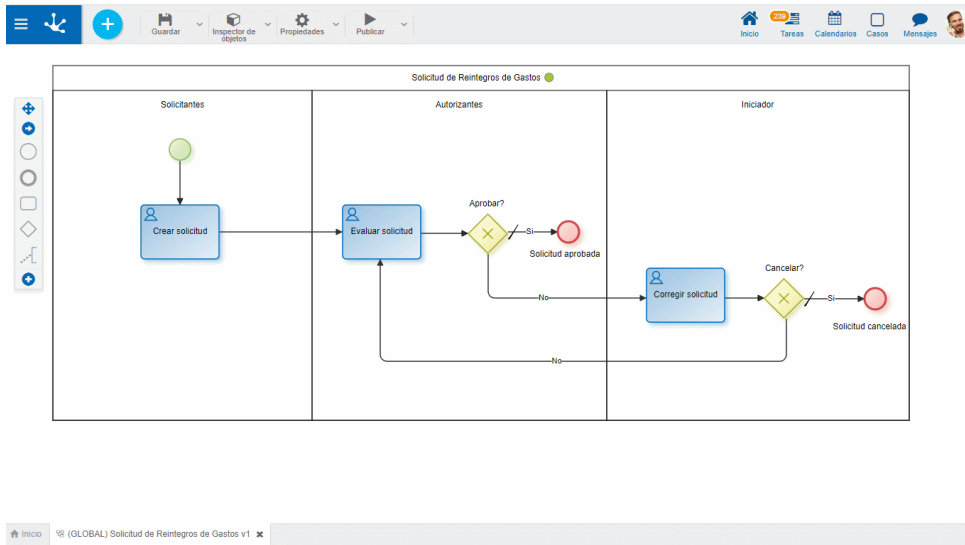 Guardar
Inspector de
objetos
Propiedades
Publicar
Inicio
239
Tareas
Calendarios
Casos
Mensajes
Solicitud de Reintegros de Gastos
Solicitantes
Autorizantes
Iniciador
Crear solicitud
Evaluar solicitud
Aprobar?
Si
Solicitud aprobada
No
Corregir solicitud
Cancelar?
Si
Solicitud cancelada
No
Inicio
(GLOBAL) Solicitud de Reintegros de Gastos v1